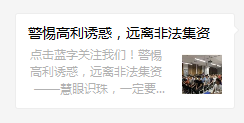 警惕高利诱惑，远离非法集资
点击蓝字关注我们！警惕
高利诱惑，远离非法集资
——慧眼识珠，一定要...